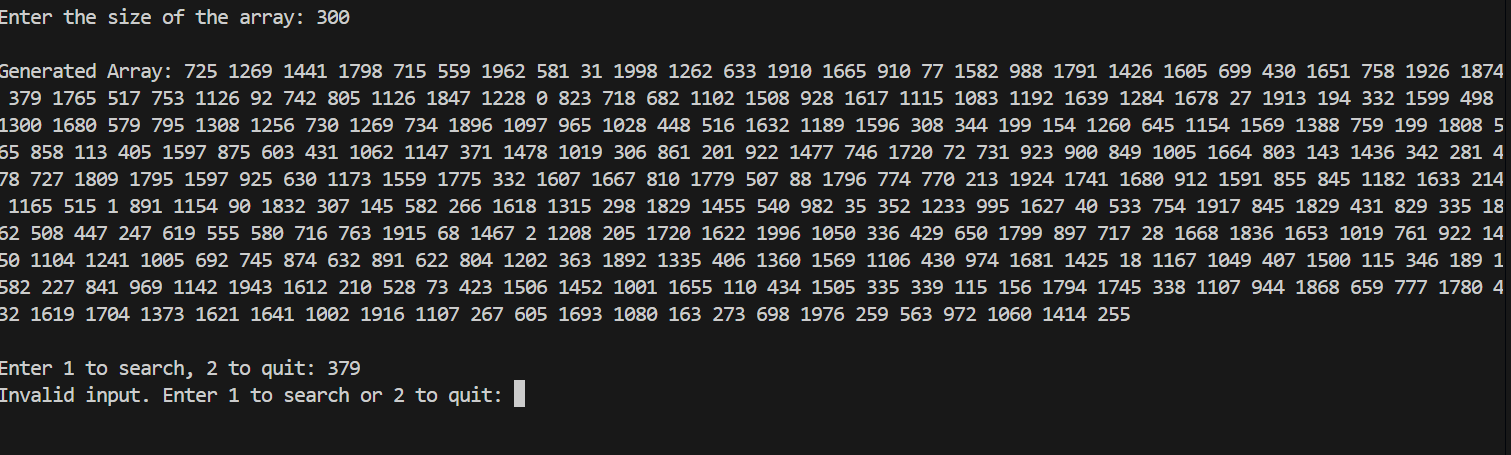 Enter the size of the array: 300
Generated Array: 725 1269 1441 1798 715 559 1962 581 31 1998 1262 633 1910 1665 910 77 1582 988 1791 1426 1605 699 430 1651 758 1926 1874
379 1765 517 753 1126 92 742 805 1126 1847 1228 0 823 718 682 1102 1508 928 1617 1115 1083 1192 1639 1284 1678 27 1913 194 332 1599 498
1300 1680 579 795 1308 1256 730 1269 734 1896 1097 965 1028 448 516 1632 1189 1596 308 344 199 154 1260 645 1154 1569 1388 759 199 1808 5
65 858 113 405 1597 875 603 431 1062 1147 371 1478 1019 306 861 201 922 1477 746 1720 72 731 923 900 849 1005 1664 803 143 1436 342 281 4
78 727 1809 1795 1597 925 630 1173 1559 1775 332 1607 1667 810 1779 507 88 1796 774 770 213 1924 1741 1680 912 1591 855 845 1182 1633 214
1165 515 1 891 1154 90 1832 307 145 582 266 1618 1315 298 1829 1455 540 982 35 352 1233 995 1627 40 533 754 1917 845 1829 431 829 335 18
62 508 447 247 619 555 580 716 763 1915 68 1467 2 1208 205 1720 1622 1996 1050 336 429 650 1799 897 717 28 1668 1836 1653 1019 761 922 14
50 1104 1241 1005 692 745 874 632 891 622 804 1202 363 1892 1335 406 1360 1569 1106 430 974 1681 1425 18 1167 1049 407 1500 115 346 189 1
582 227 841 969 1142 1943 1612 210 528 73 423 1506 1452 1001 1655 110 434 1505 335 339 115 156 1794 1745 338 1107 944 1868 659 777 1780 4
32 1619 1704 1373 1621 1641 1002 1916 1107 267 605 1693 1080 163 273 698 1976 259 563 972 1060 1414 255
Enter 1 to search, 2 to quit: 379
Invalid input. Enter 1 to search or 2 to quit: